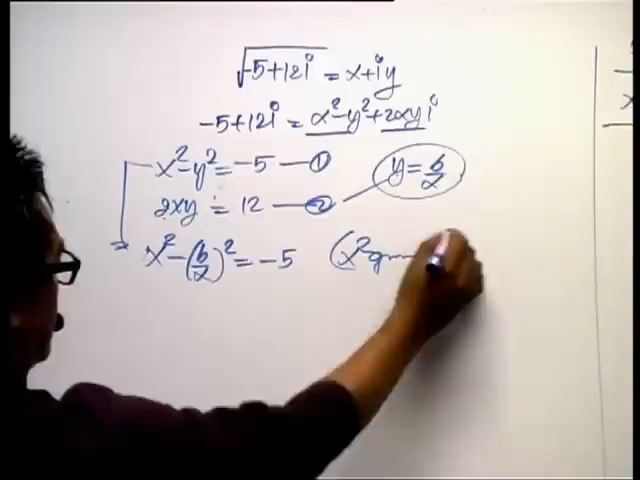 √-5+12i = x+iy
-5+12i = x²-y²+2xyi
x²-y² = -5 — ①
y = 6/x
2xy = 12 — ②
x² - (6/x)² = -5